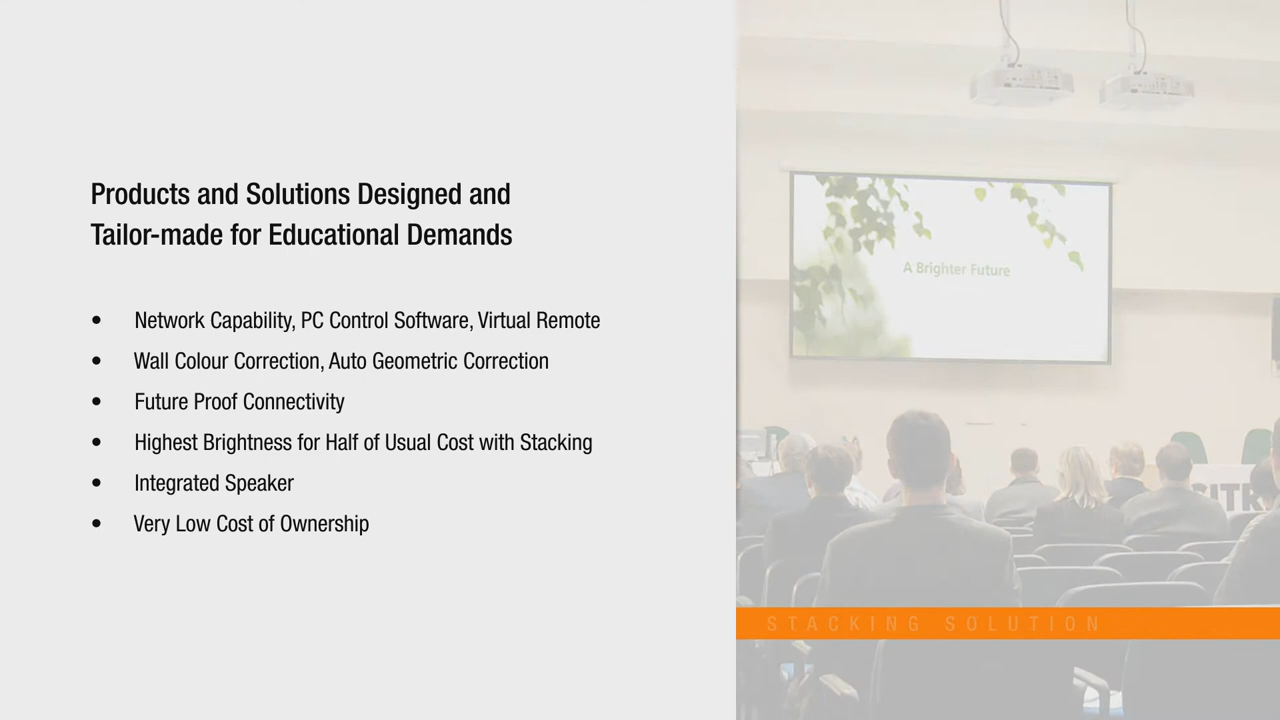 Products and Solutions Designed and
Tailor-made for Educational Demands
• Network Capability, PC Control Software, Virtual Remote
• Wall Colour Correction, Auto Geometric Correction
• Future Proof Connectivity
• Highest Brightness for Half of Usual Cost with Stacking
• Integrated Speaker
• Very Low Cost of Ownership
A Brighter Future
STACKING SOLUTION